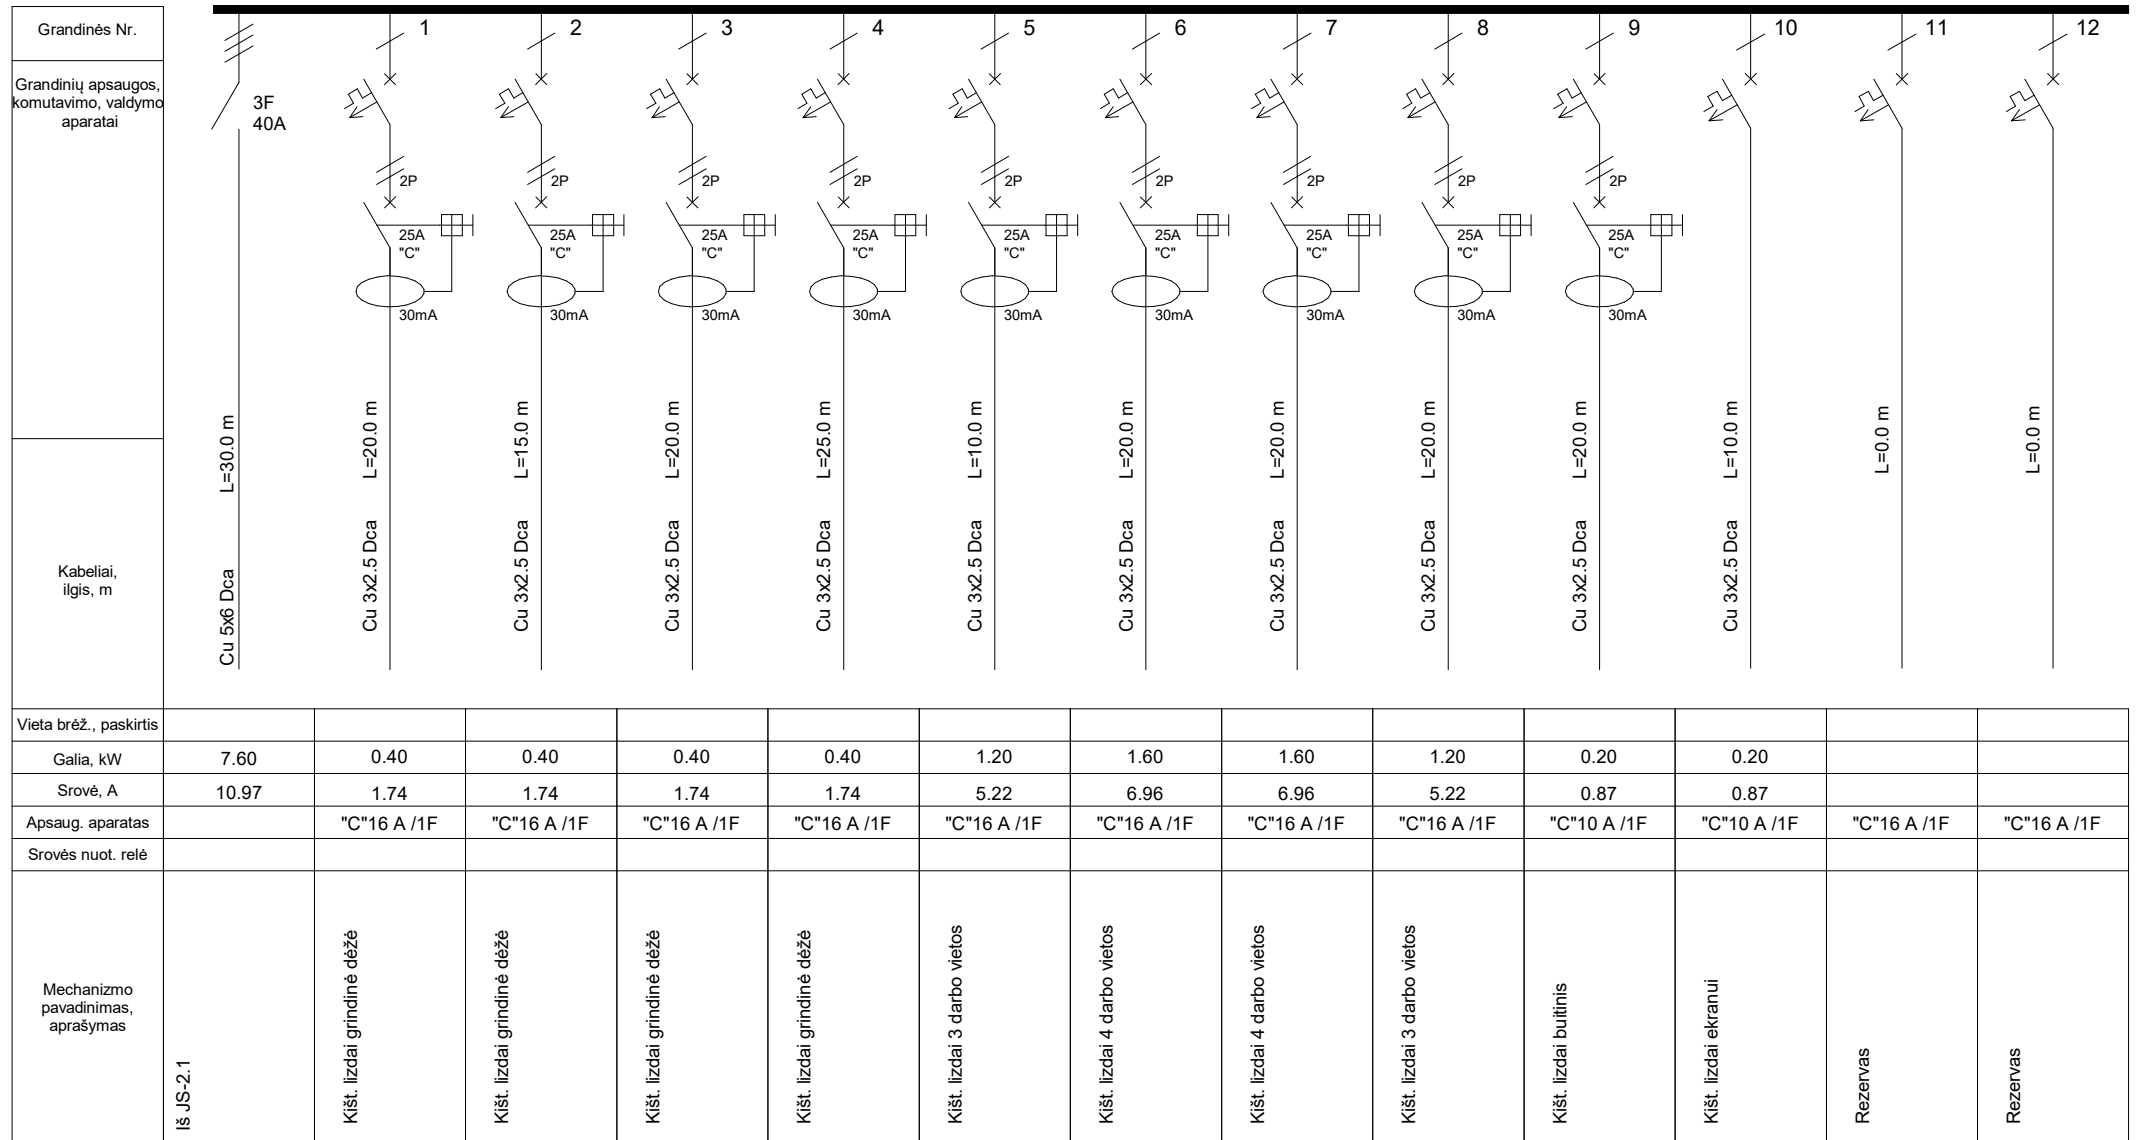 Grandinės Nr.
1 2 3 4 5 6 7 8 9 10 11 12
Grandinių apsaugos,
komutavimo, valdymo
aparatai
3F
40A
2P 2P 2P 2P 2P 2P 2P 2P 2P
25A 25A 25A 25A 25A 25A 25A 25A 25A
"C" "C" "C" "C" "C" "C" "C" "C" "C"
30mA 30mA 30mA 30mA 30mA 30mA 30mA 30mA 30mA
Kabeliai,
ilgis, m
Cu 5x6 Dca L=30.0 m
Cu 3x2.5 Dca L=20.0 m
Cu 3x2.5 Dca L=15.0 m
Cu 3x2.5 Dca L=20.0 m
Cu 3x2.5 Dca L=25.0 m
Cu 3x2.5 Dca L=10.0 m
Cu 3x2.5 Dca L=20.0 m
Cu 3x2.5 Dca L=20.0 m
Cu 3x2.5 Dca L=20.0 m
Cu 3x2.5 Dca L=20.0 m
Cu 3x2.5 Dca L=10.0 m
L=0.0 m
L=0.0 m
Vieta brėž., paskirtis
Galia, kW 7.60 0.40 0.40 0.40 0.40 1.20 1.60 1.60 1.20 0.20 0.20
Srovė, A 10.97 1.74 1.74 1.74 1.74 5.22 6.96 6.96 5.22 0.87 0.87
Apsaug. aparatas "C"16 A /1F "C"16 A /1F "C"16 A /1F "C"16 A /1F "C"16 A /1F "C"16 A /1F "C"16 A /1F "C"16 A /1F "C"10 A /1F "C"10 A /1F "C"16 A /1F "C"16 A /1F
Srovės nuot. relė
Mechanizmo
pavadinimas,
aprašymas
Iš JS-2.1
Kišt. lizdai grindinė dėžė
Kišt. lizdai grindinė dėžė
Kišt. lizdai grindinė dėžė
Kišt. lizdai grindinė dėžė
Kišt. lizdai 3 darbo vietos
Kišt. lizdai 4 darbo vietos
Kišt. lizdai 4 darbo vietos
Kišt. lizdai 3 darbo vietos
Kišt. lizdai buitinis
Kišt. lizdai ekranui
Rezervas
Rezervas